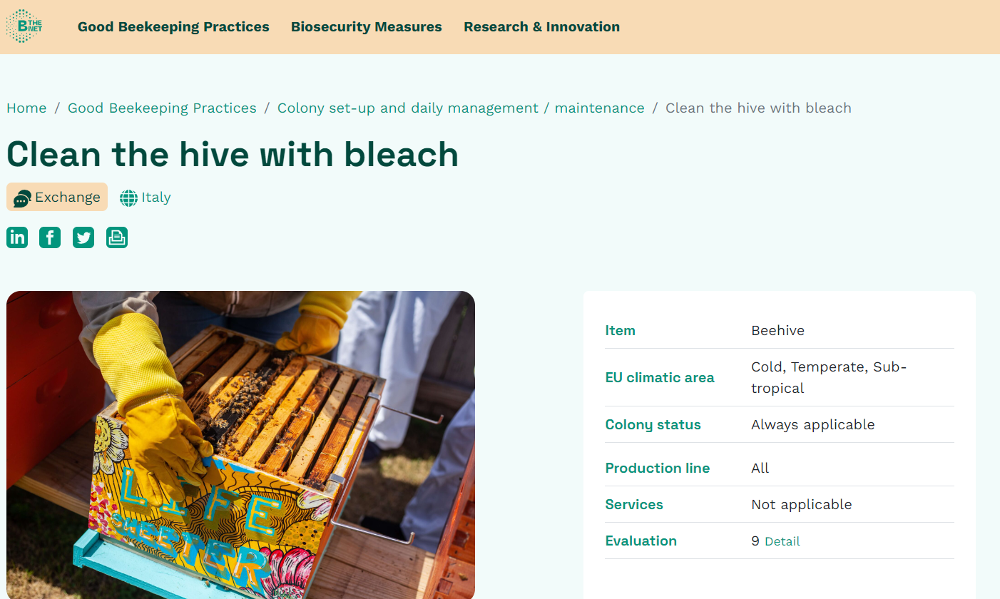 B THE NET
Good Beekeeping Practices Biosecurity Measures Research & Innovation
Home / Good Beekeeping Practices / Colony set-up and daily management / maintenance / Clean the hive with bleach
Clean the hive with bleach
Exchange Italy
in f
LIFE
Item Beehive
EU climatic area Cold, Temperate, Sub-
tropical
Colony status Always applicable
Production line All
Services Not applicable
Evaluation 9 Detail